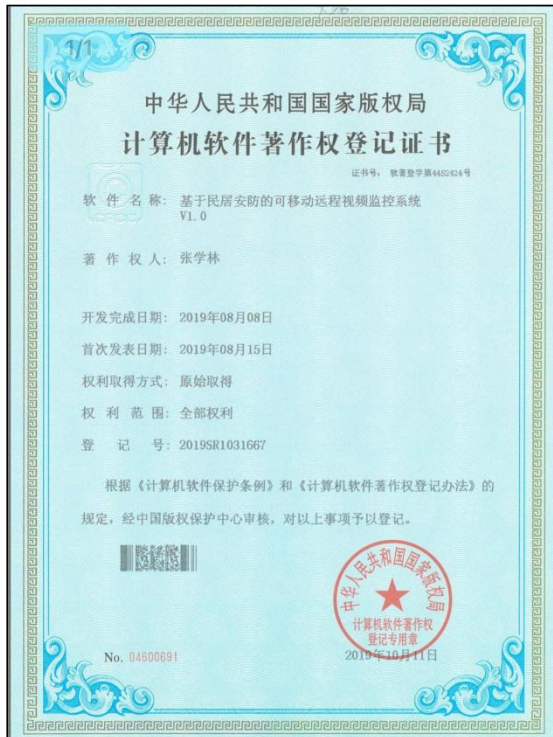 1/1
中华人民共和国国家版权局
计算机软件著作权登记证书
证书号: 软著登字第4452424号
软件名称: 基于民居安防的可移动远程视频监控系统
V1.0
著作权人: 张学林
开发完成日期: 2019年08月08日
首次发表日期: 2019年08月15日
权利取得方式: 原始取得
权利范围: 全部权利
登记号: 2019SR1031667
根据《计算机软件保护条例》和《计算机软件著作权登记办法》的
规定,经中国版权保护中心审核,对以上事项予以登记。
中华人民共和国国家版权局
计算机软件著作权
登记专用章
No. 04600691
2019年10月11日